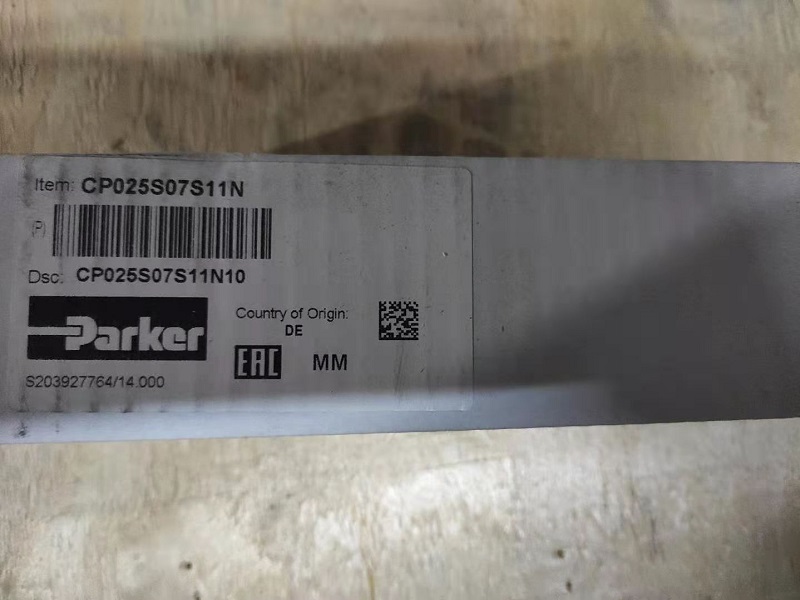 Item: CP025S07S11N
(P)
Dsc: CP025S07S11N10
Parker
Country of Origin:
DE
EAC
MM
S203927764/14.000